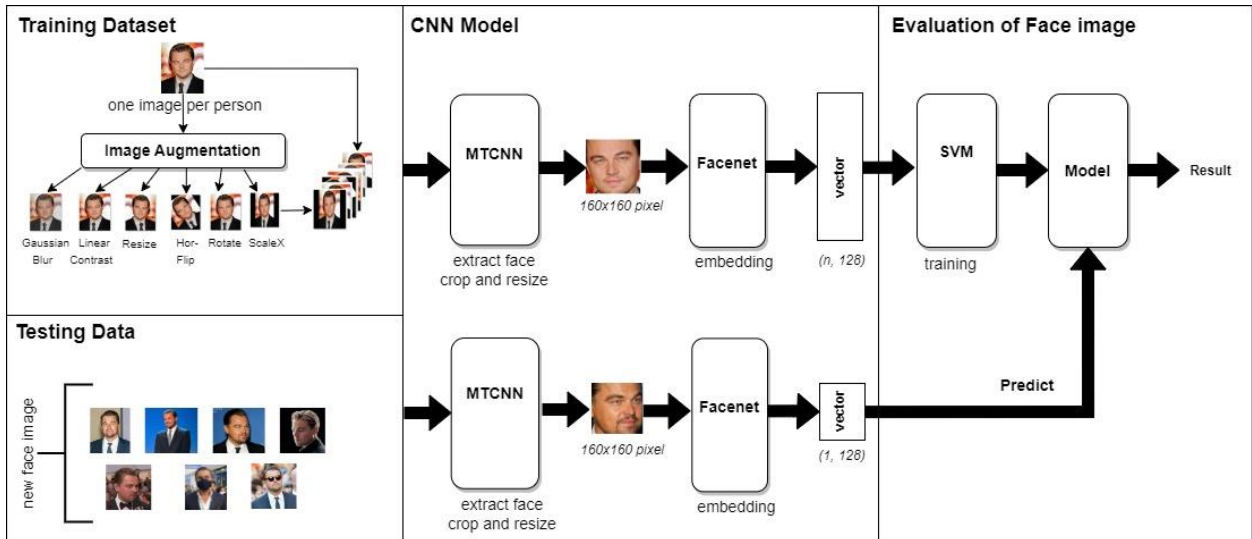 Training Dataset
one image per person
Image Augmentation
Gaussian
Blur
Linear
Contrast
Resize
Hor-
Flip
Rotate
ScaleX
Testing Data
new face image
CNN Model
MTCNN
extract face
crop and resize
160x160 pixel
Facenet
embedding
vector
(n, 128)
MTCNN
extract face
crop and resize
160x160 pixel
Facenet
embedding
vector
(1, 128)
Evaluation of Face image
SVM
training
Model
Result
Predict